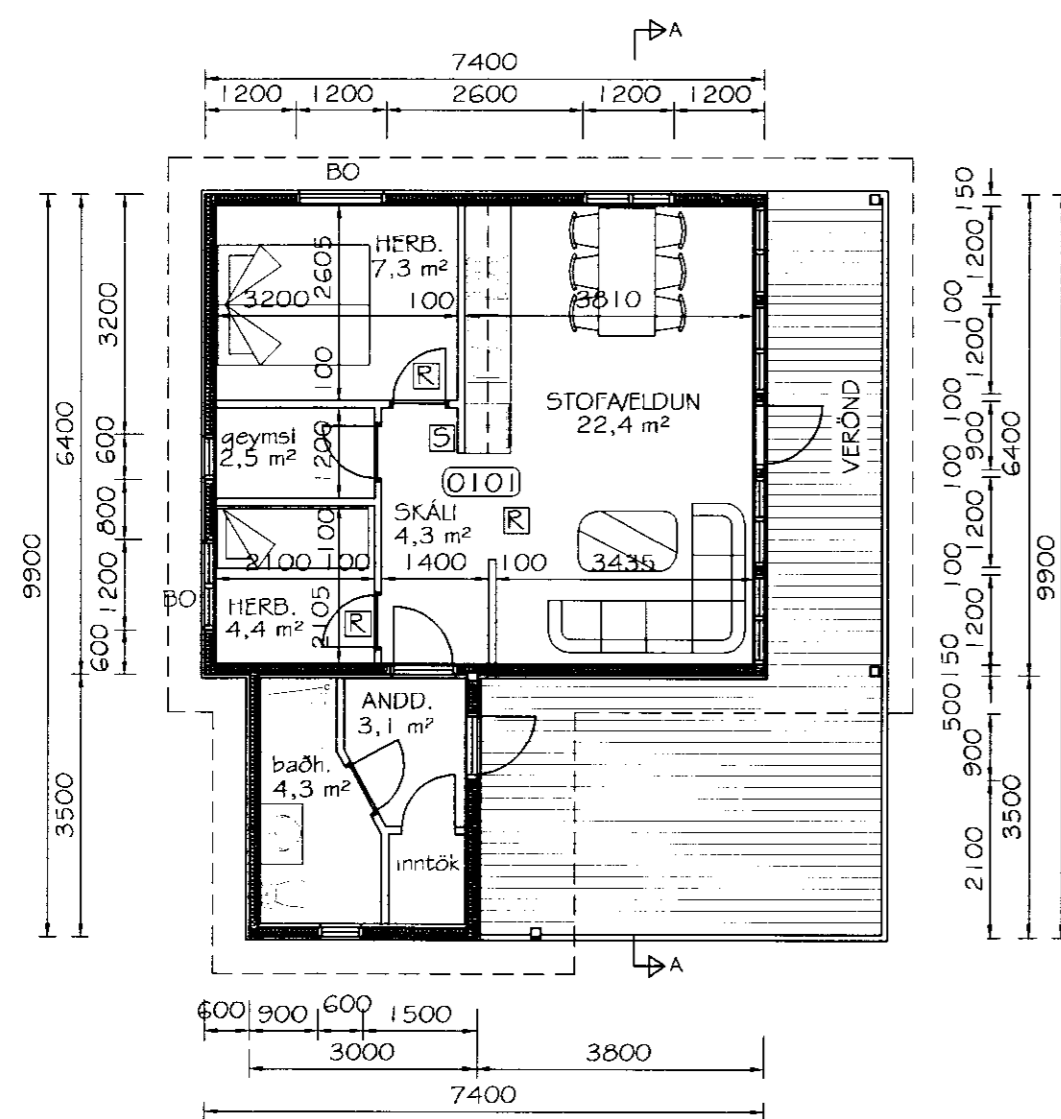 A
7400
1200 1200 2600 1200 1200
BO
HERB.
7,3 m²
2605
3200 100 3810
100
R
STOFA/ELDUN
22,4 m²
VERÖND
geymsl
2,5 m²
1200
S
0101
SKÁLI
4,3 m²
R
100
2100 100 1400 100 3435
BO
HERB.
4,4 m²
2105
R
ANDD.
3,1 m²
baðh.
4,3 m²
inntök
A
3200
600
800
1200
600
6400
3500
9900
150
1200
100
1200
100
900
100
1200
100
1200
150
500
900
2100
6400
3500
9900
600 900 600 1500
3000 3800
7400